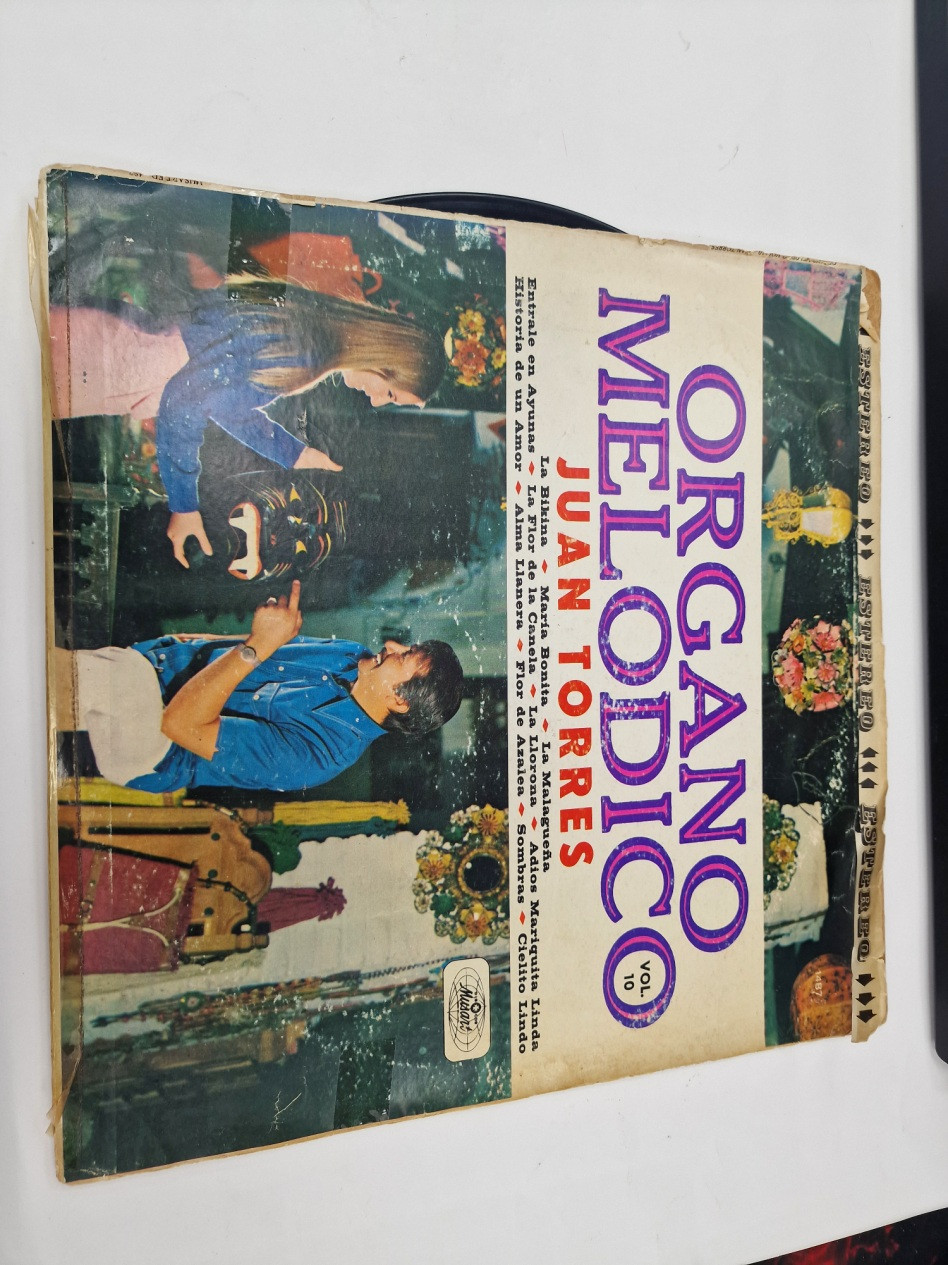 ESTEREO ESTEREO ESTEREO
ORGANO
MELODICO
VOL.
10
JUAN TORRES
La Bikina ♦ María Bonita ♦ La Malagueña
Entrale en Ayunas ♦ La Flor de la Canela ♦ La Llorona ♦ Adios Mariquita Linda
Historia de un Amor ♦ Alma Llanera ♦ Flor de Azalea ♦ Sombras ♦ Cielito Lindo
Musart